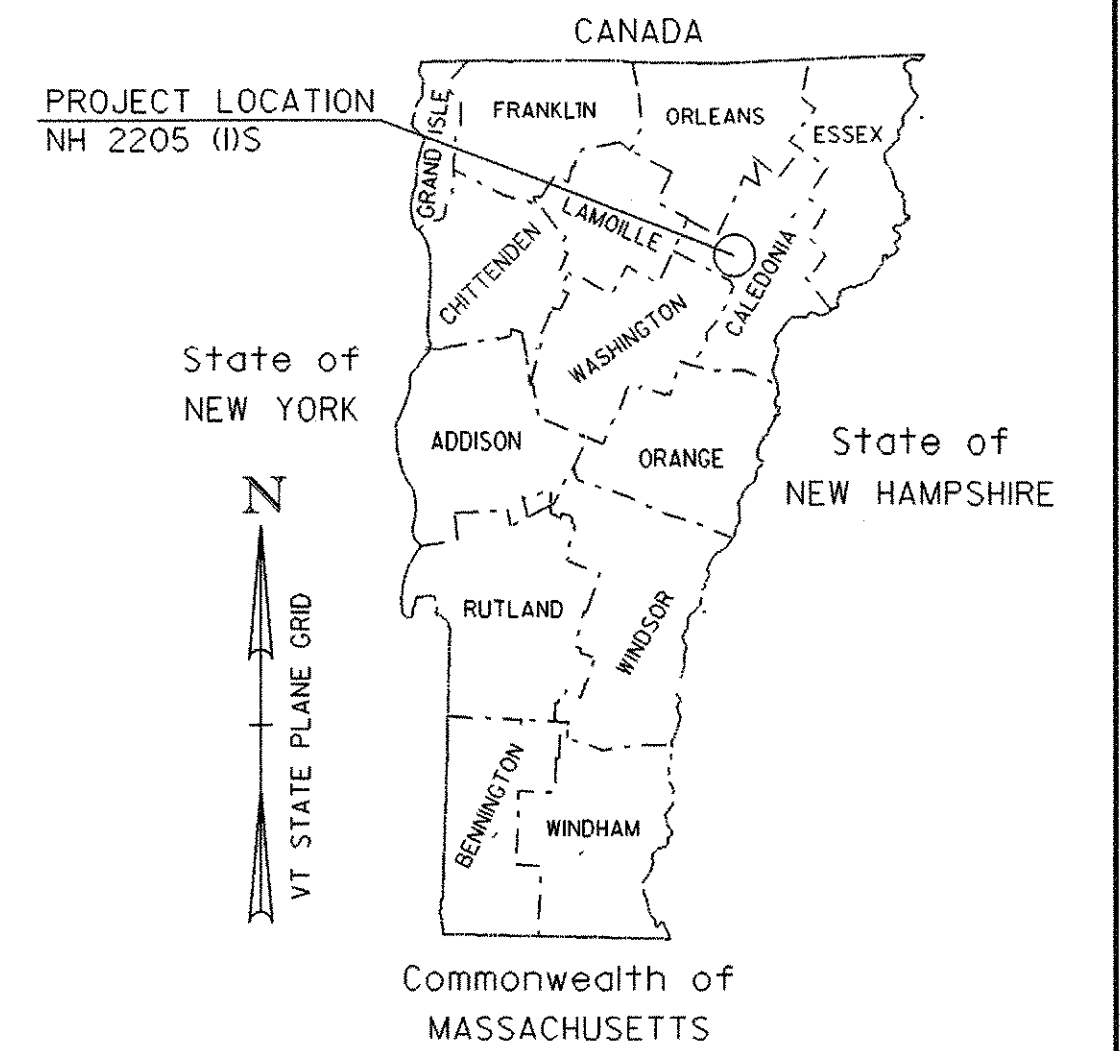 CANADA
PROJECT LOCATION
NH 2205 (1)S
GRAND ISLE
FRANKLIN
ORLEANS
ESSEX
LAMOILLE
CHITTENDEN
CALEDONIA
WASHINGTON
State of
NEW YORK
ADDISON
ORANGE
State of
NEW HAMPSHIRE
N
VT STATE PLANE GRID
RUTLAND
WINDSOR
BENNINGTON
WINDHAM
Commonwealth of
MASSACHUSETTS